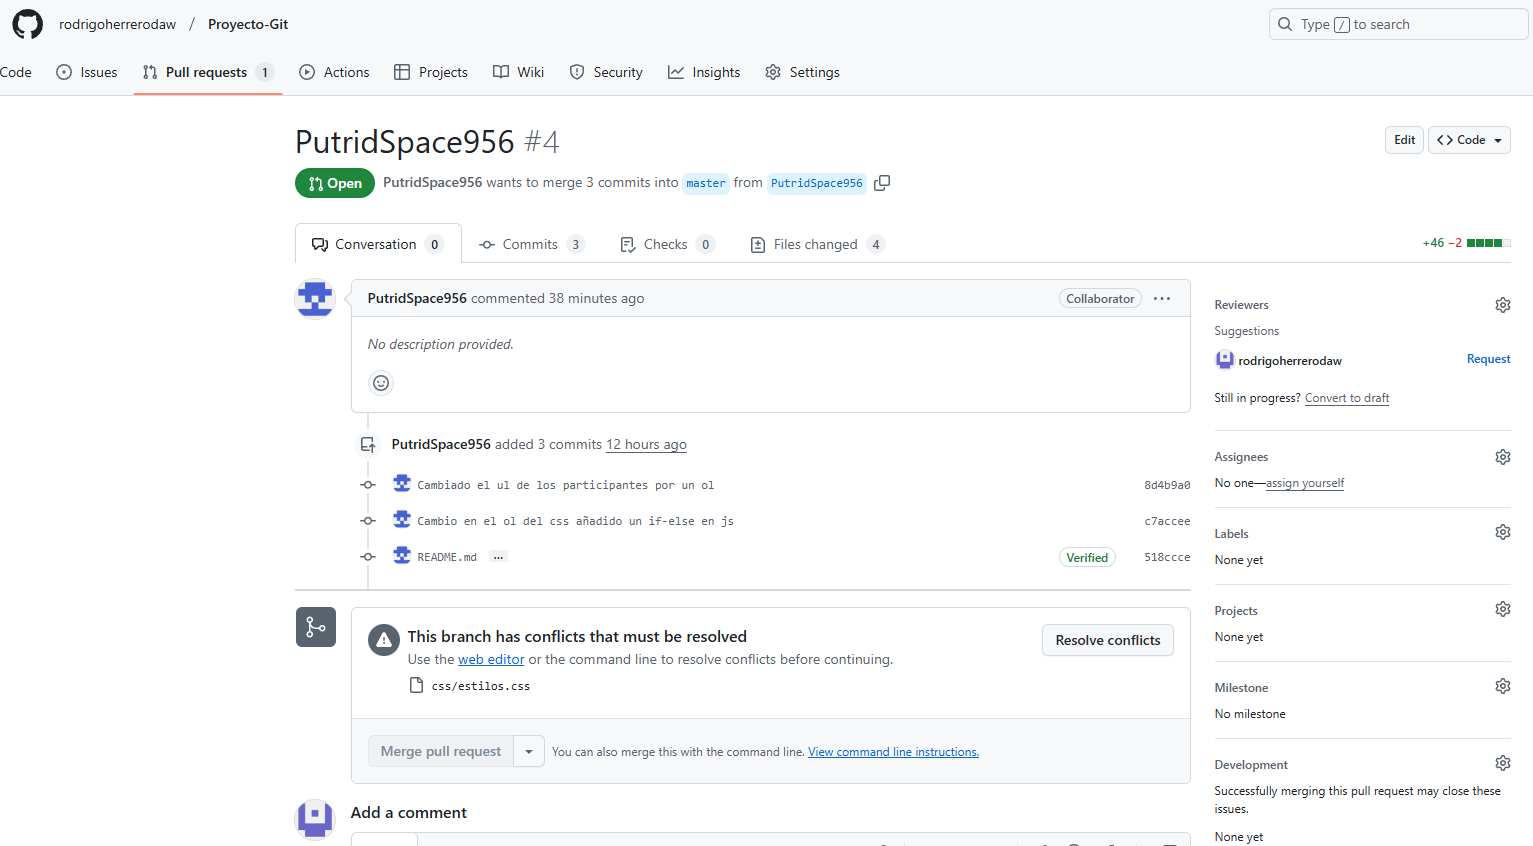 rodrigoherrerodaw / Proyecto-Git
Type / to search
Code Issues Pull requests 1 Actions Projects Wiki Security Insights Settings
PutridSpace956 #4
Edit
Code
Open PutridSpace956 wants to merge 3 commits into master from PutridSpace956
Conversation 0 Commits 3 Checks 0 Files changed 4
+46 −2
PutridSpace956 commented 38 minutes ago
Collaborator ...
No description provided.
PutridSpace956 added 3 commits 12 hours ago
Cambiado el ul de los participantes por un ol 8d4b9a0
Cambio en el ol del css añadido un if-else en js c7accee
README.md ... Verified 518ccce
This branch has conflicts that must be resolved
Use the web editor or the command line to resolve conflicts before continuing.
css/estilos.css
Resolve conflicts
Merge pull request
You can also merge this with the command line. View command line instructions.
Add a comment
Reviewers
Suggestions
rodrigoherrerodaw Request
Still in progress? Convert to draft
Assignees
No one—assign yourself
Labels
None yet
Projects
None yet
Milestone
No milestone
Development
Successfully merging this pull request may close these
issues.
None yet